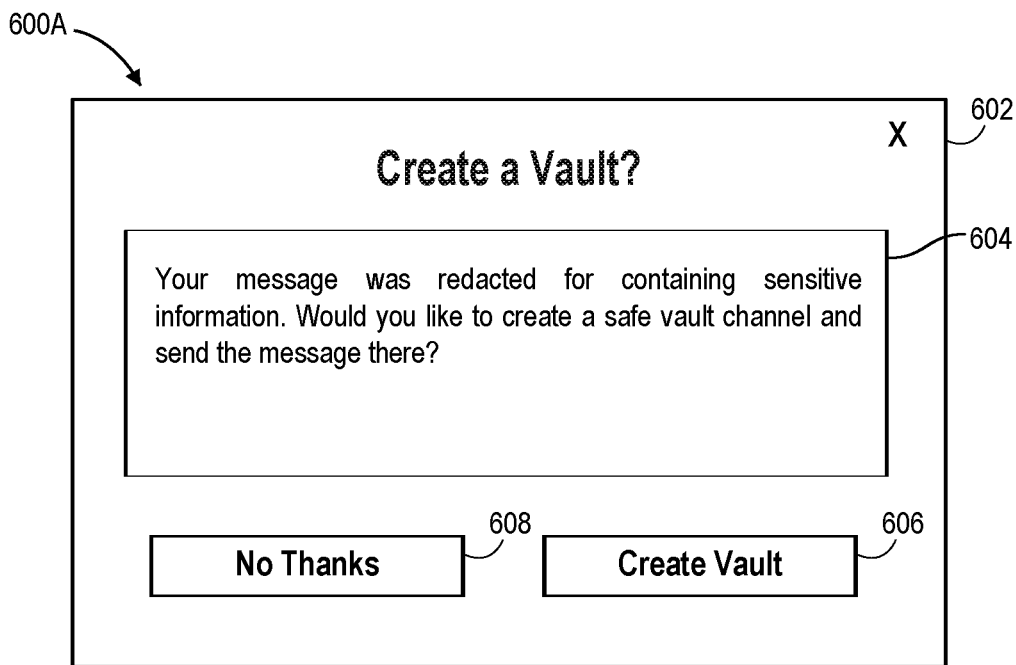 600A
602
X
Create a Vault?
604
Your message was redacted for containing sensitive
information. Would you like to create a safe vault channel and
send the message there?
608
606
No Thanks
Create Vault